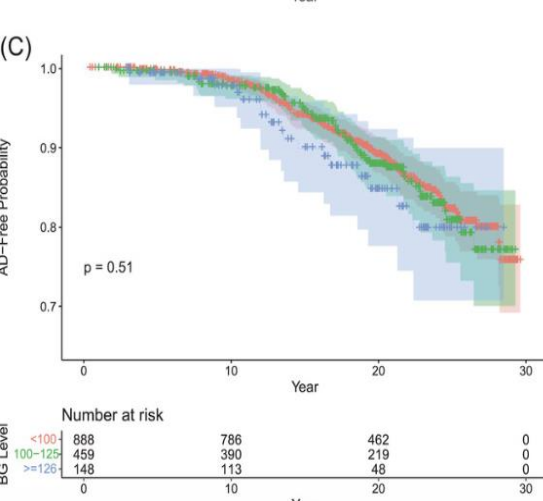 (C)
AD-Free Probability
1.0
0.9
0.8
0.7
p = 0.51
0 10 20 30
Year
Number at risk
BG Level
<100 888 786 462 0
100-125 459 390 219 0
>=126 148 113 48 0
0 10 20 30